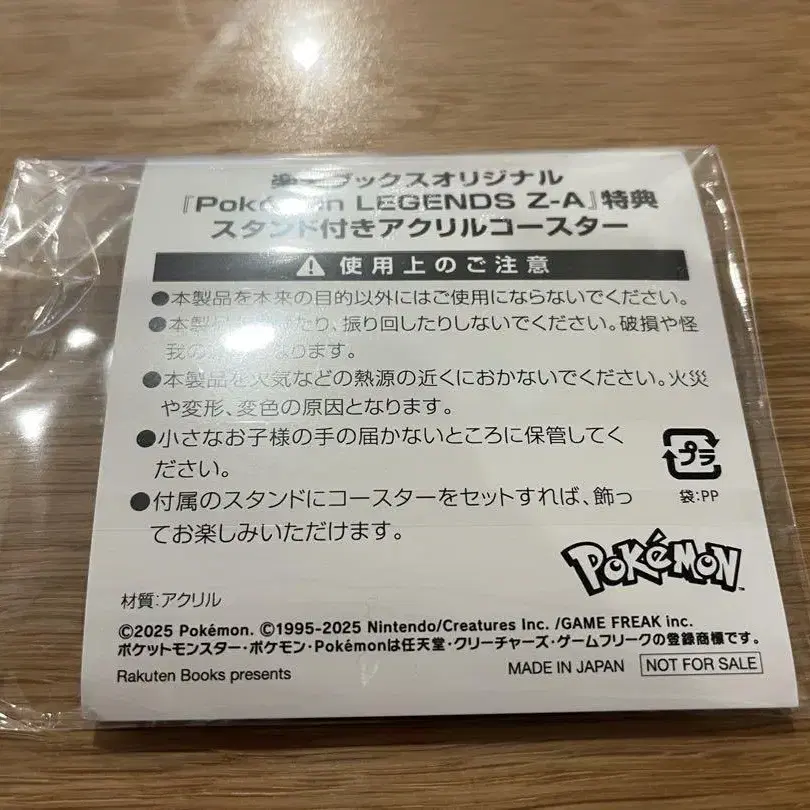 楽天ブックスオリジナル
『Pokémon LEGENDS Z-A』特典
スタンド付きアクリルコースター
使用上のご注意
●本製品を本来の目的以外にはご使用にならないでください。
●本製品 たり、振り回したりしないでください。破損や怪
我の なります。
●本製品を火気などの熱源の近くにおかないでください。火災
や変形、変色の原因となります。
●小さなお子様の手の届かないところに保管してく
ださい。
●付属のスタンドにコースターをセットすれば、飾っ
てお楽しみいただけます。
プラ
袋:PP
POKéMON
材質:アクリル
©2025 Pokémon. ©1995-2025 Nintendo/Creatures Inc. /GAME FREAK inc.
ポケットモンスター・ポケモン・Pokémonは任天堂・クリーチャーズ・ゲームフリークの登録商標です。
Rakuten Books presents
MADE IN JAPAN
NOT FOR SALE